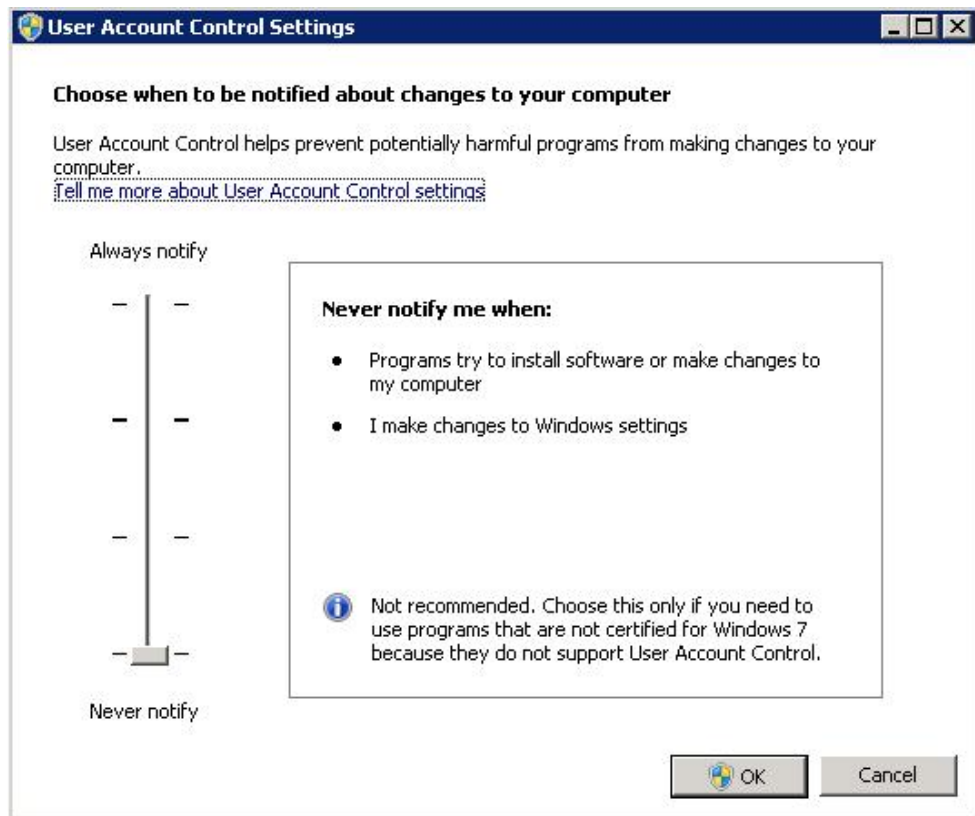 User Account Control Settings
Choose when to be notified about changes to your computer
User Account Control helps prevent potentially harmful programs from making changes to your
computer.
Tell me more about User Account Control settings
Always notify
Never notify me when:
● Programs try to install software or make changes to
my computer
● I make changes to Windows settings
Not recommended. Choose this only if you need to
use programs that are not certified for Windows 7
because they do not support User Account Control.
Never notify
OK
Cancel